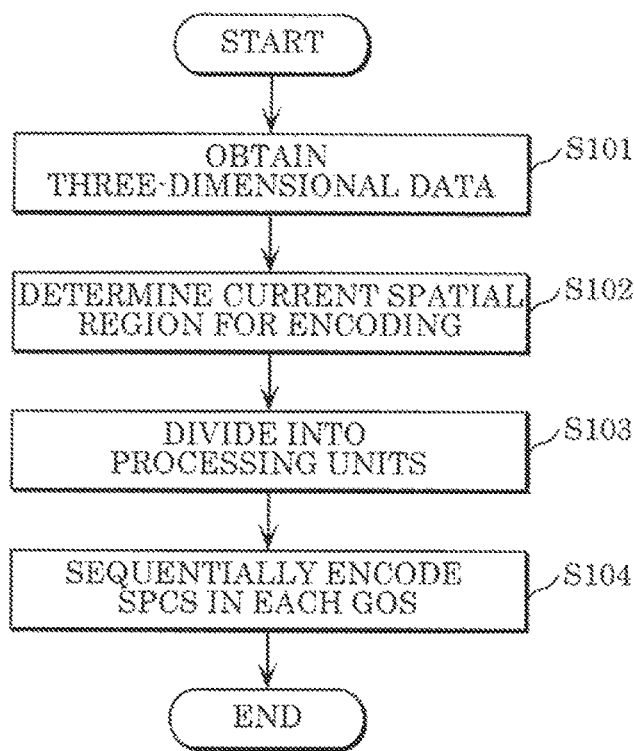 START
OBTAIN
THREE-DIMENSIONAL DATA
S101
DETERMINE CURRENT SPATIAL
REGION FOR ENCODING
S102
DIVIDE INTO
PROCESSING UNITS
S103
SEQUENTIALLY ENCODE
SPCS IN EACH GOS
S104
END